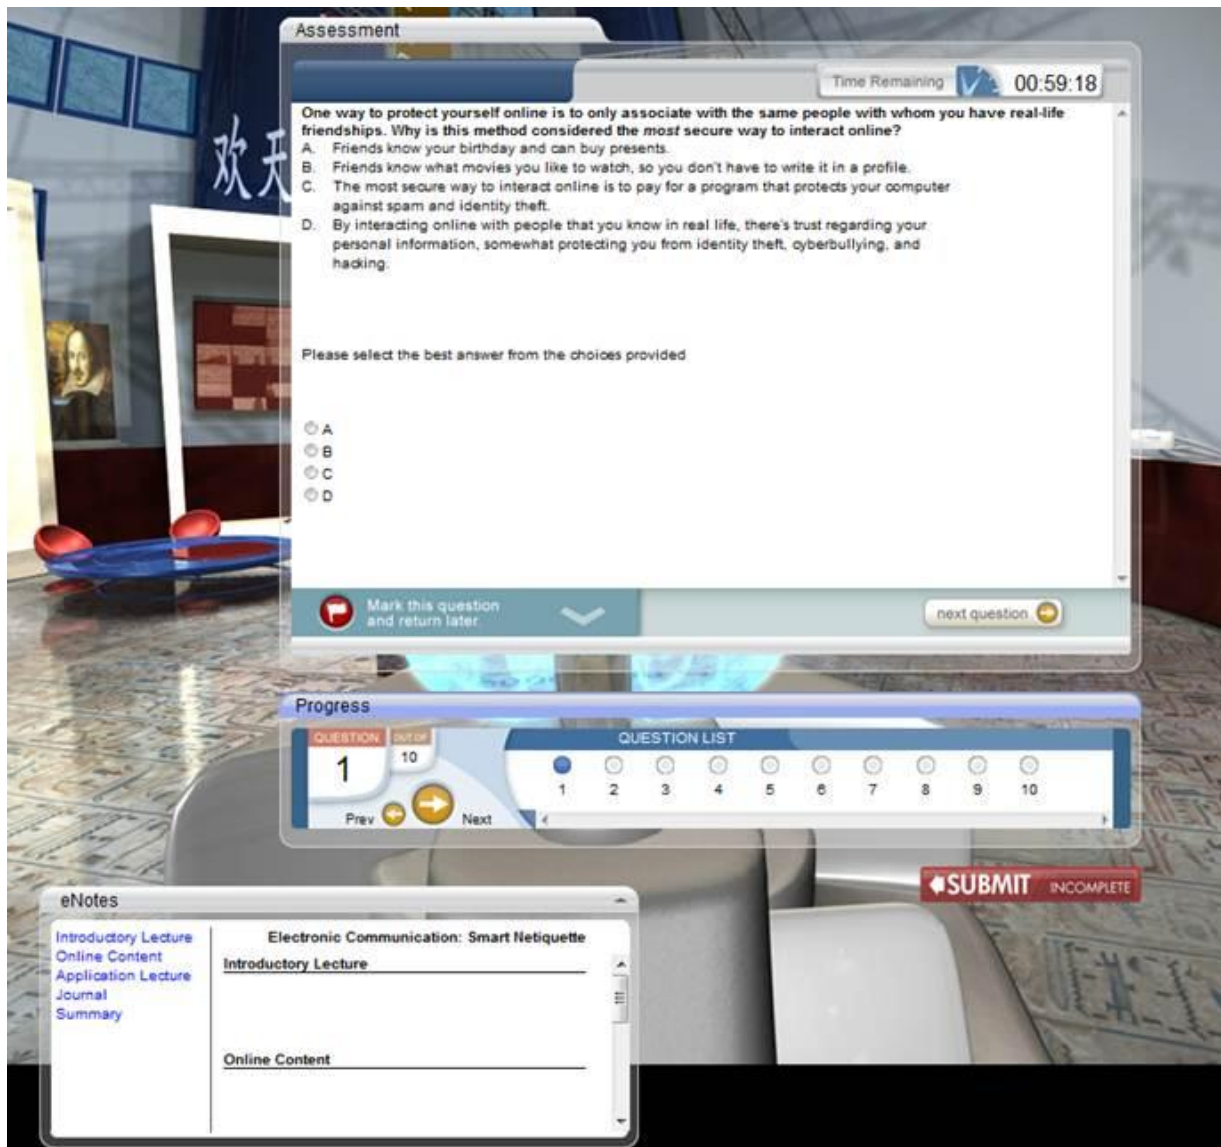 Assessment
Time Remaining 00:59:18
One way to protect yourself online is to only associate with the same people with whom you have real-life
friendships. Why is this method considered the most secure way to interact online?
A. Friends know your birthday and can buy presents.
B. Friends know what movies you like to watch, so you don't have to write it in a profile.
C. The most secure way to interact online is to pay for a program that protects your computer
against spam and identity theft.
D. By interacting online with people that you know in real life, there's trust regarding your
personal information, somewhat protecting you from identity theft, cyberbullying, and
hacking.
Please select the best answer from the choices provided
A
B
C
D
Mark this question
and return later
next question
欢天
Progress
QUESTION OUT OF
1 10
Prev Next
QUESTION LIST
1 2 3 4 5 6 7 8 9 10
SUBMIT INCOMPLETE
eNotes
Introductory Lecture
Online Content
Application Lecture
Journal
Summary
Electronic Communication: Smart Netiquette
Introductory Lecture
Online Content